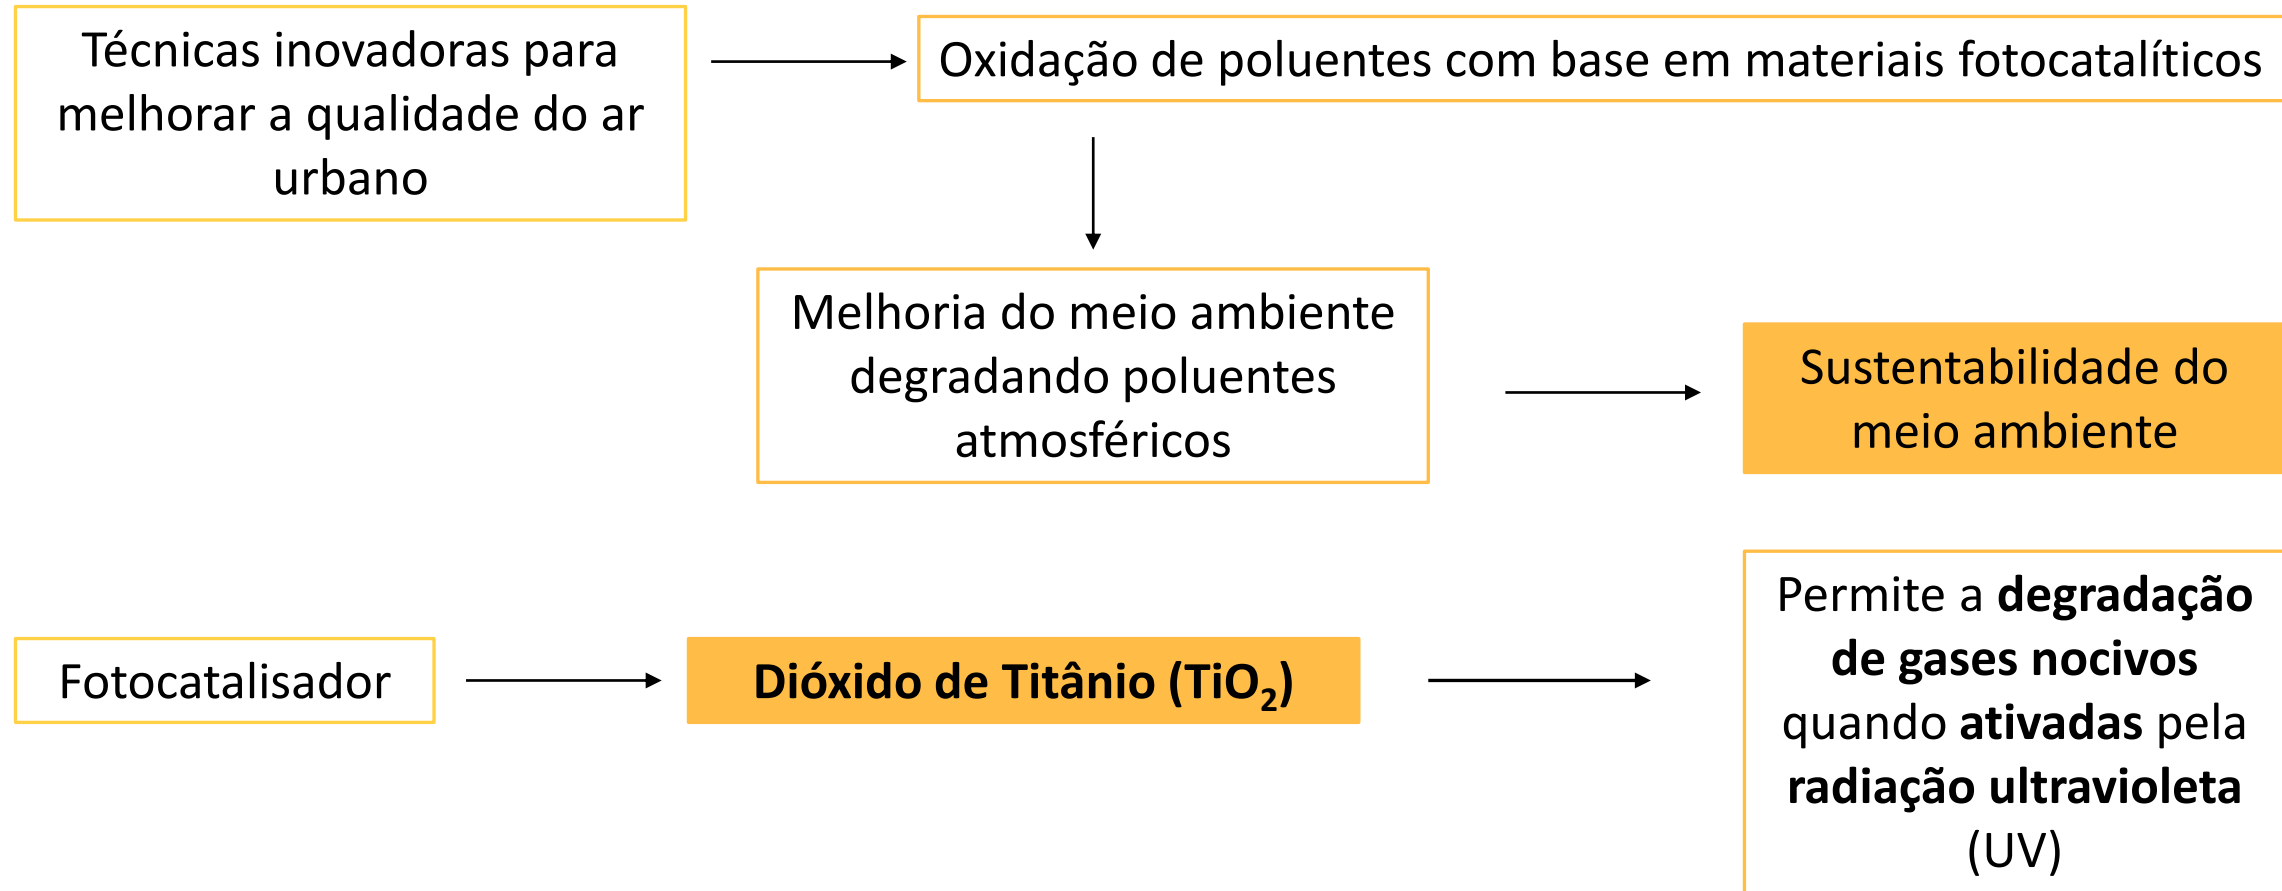 Técnicas inovadoras para
melhorar a qualidade do ar
urbano
Oxidação de poluentes com base em materiais fotocatalíticos
Melhoria do meio ambiente
degradando poluentes
atmosféricos
Sustentabilidade do
meio ambiente
Fotocatalisador
Dióxido de Titânio (TiO₂)
Permite a degradação
de gases nocivos
quando ativadas pela
radiação ultravioleta
(UV)